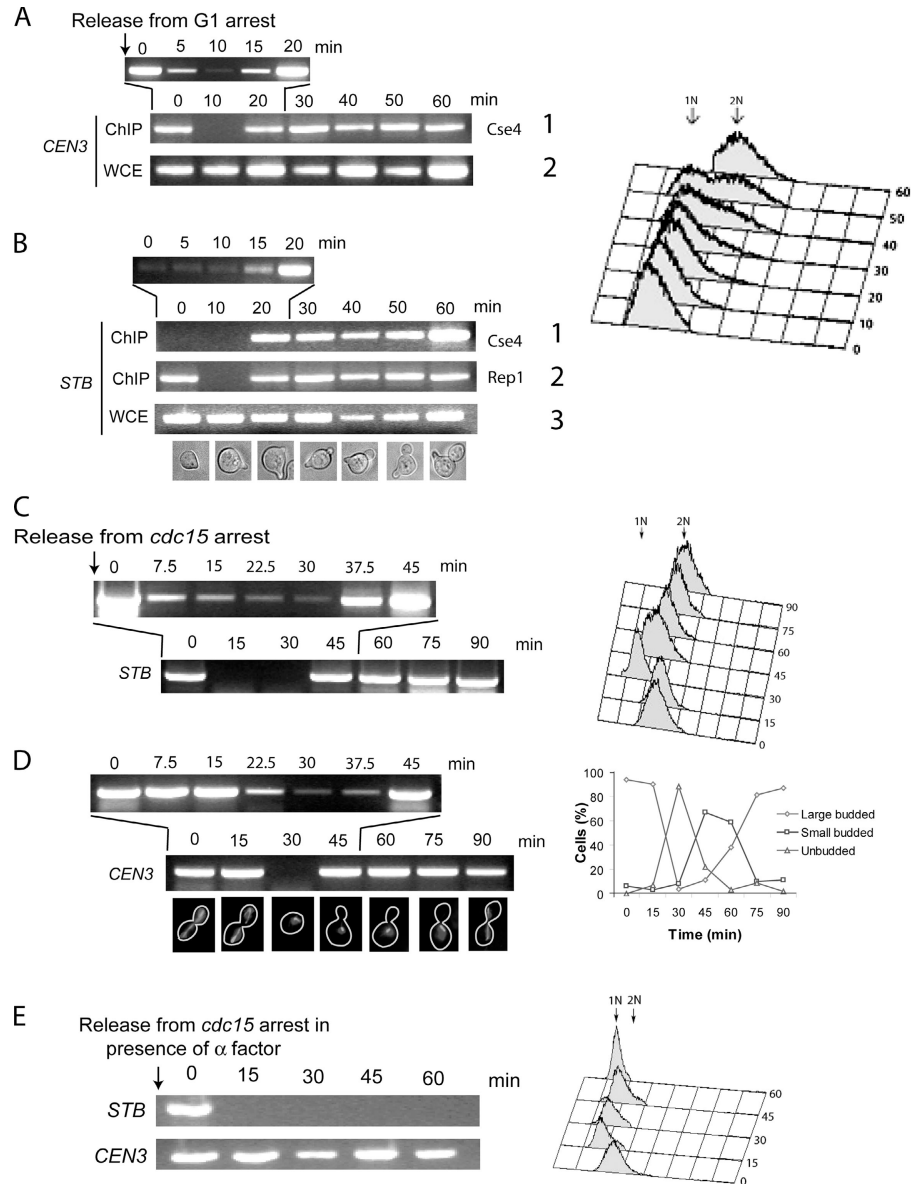 A
Release from G1 arrest
0 5 10 15 20 min
0 10 20 30 40 50 60 min
CEN3
ChIP Cse4 1
WCE 2
1N 2N
60
50
40
30
20
10
0
B
0 5 10 15 20 min
0 10 20 30 40 50 60 min
STB
ChIP Cse4 1
ChIP Rep1 2
WCE 3
C
Release from cdc15 arrest
0 7.5 15 22.5 30 37.5 45 min
0 15 30 45 60 75 90 min
STB
1N 2N
90
75
60
45
30
15
0
D
0 7.5 15 22.5 30 37.5 45 min
0 15 30 45 60 75 90 min
CEN3
Cells (%)
100
80
60
40
20
0
0 15 30 45 60 75 90
Time (min)
Large budded
Small budded
Unbudded
E
Release from cdc15 arrest in
presence of α factor
0 15 30 45 60 min
STB
CEN3
1N 2N
60
45
30
15
0